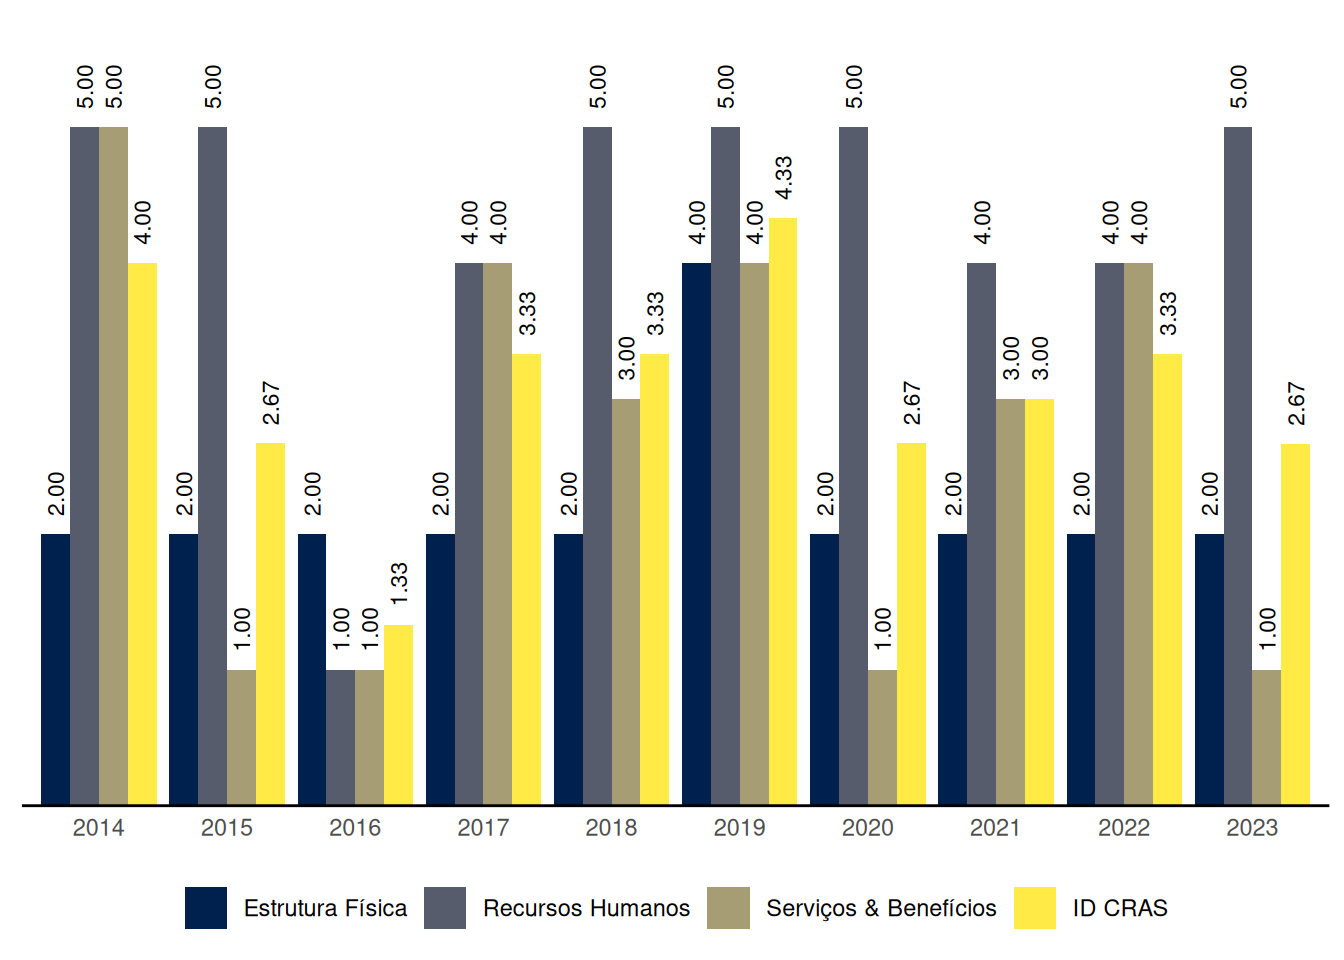 5.00 5.00 5.00 5.00 5.00 5.00 5.00
4.33
4.00 4.00 4.00 4.00 4.00 4.00 4.00 4.00
3.33 3.33 3.33
3.00 3.00 3.00
2.67 2.67 2.67
2.00 2.00 2.00 2.00 2.00 2.00 2.00 2.00 2.00
1.33
1.00 1.00 1.00 1.00 1.00
2014 2015 2016 2017 2018 2019 2020 2021 2022 2023
Estrutura Física Recursos Humanos Serviços & Benefícios ID CRAS